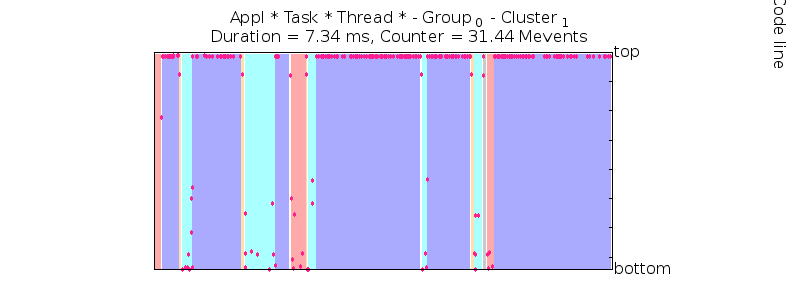 Appl * Task * Thread * - Group 0 - Cluster 1
Duration = 7.34 ms, Counter = 31.44 Mevents
top
bottom
Code line